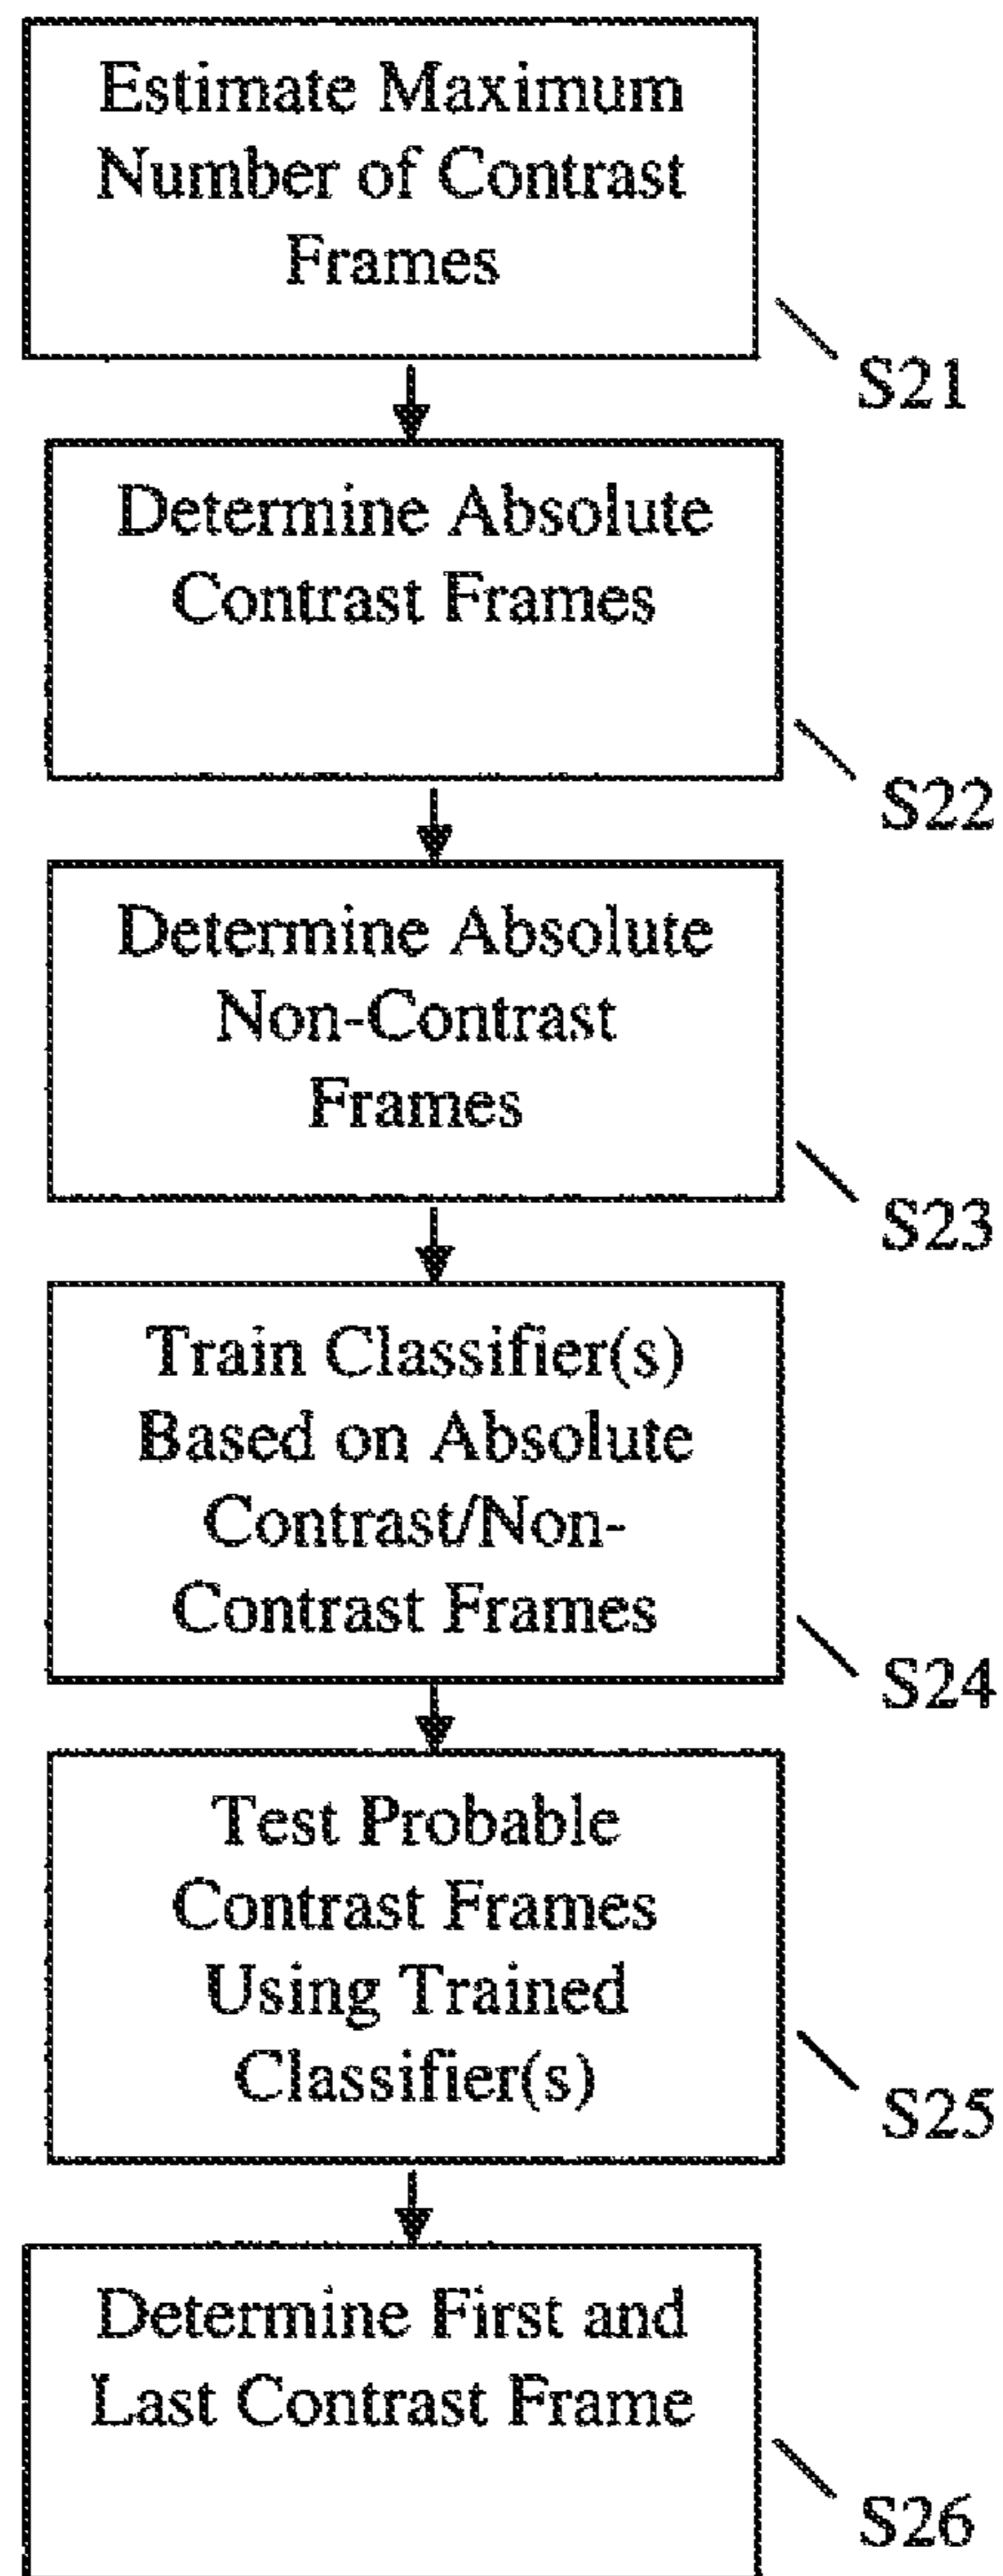 Estimate Maximum
Number of Contrast
Frames
S21
Determine Absolute
Contrast Frames
S22
Determine Absolute
Non-Contrast
Frames
S23
Train Classifier(s)
Based on Absolute
Contrast/Non-
Contrast Frames
S24
Test Probable
Contrast Frames
Using Trained
Classifier(s)
S25
Determine First and
Last Contrast Frame
S26